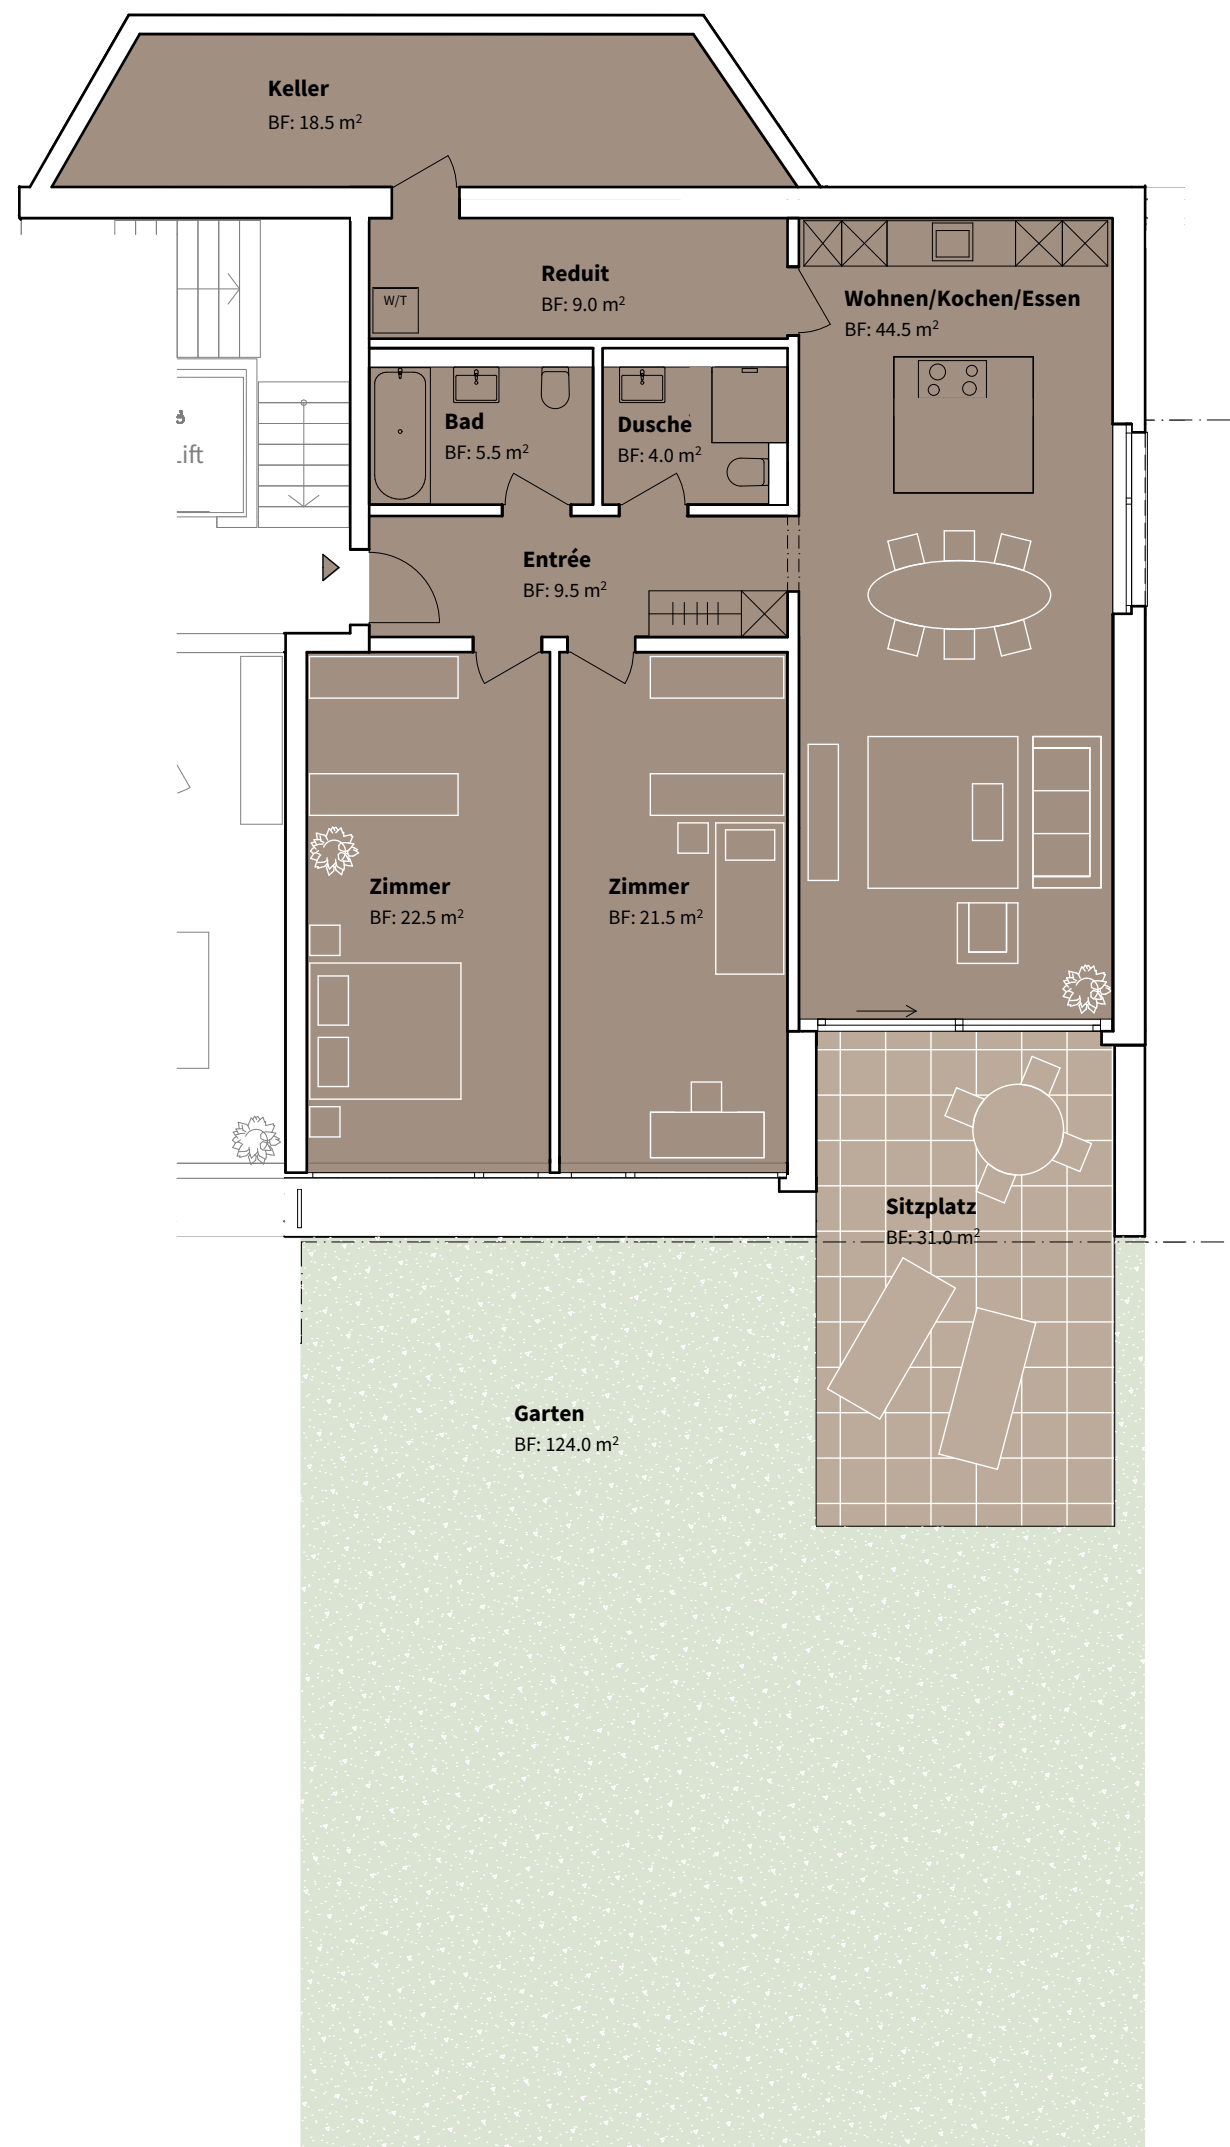 Keller
BF: 18.5 m²
Reduit
BF: 9.0 m²
W/T
Wohnen/Kochen/Essen
BF: 44.5 m²
Bad
BF: 5.5 m²
Dusche
BF: 4.0 m²
Entrée
BF: 9.5 m²
Zimmer
BF: 22.5 m²
Zimmer
BF: 21.5 m²
Sitzplatz
BF: 31.0 m²
Garten
BF: 124.0 m²